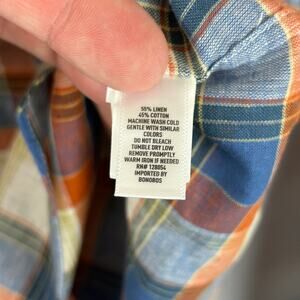 55% LINEN
45% COTTON
MACHINE WASH COLD
GENTLE WITH SIMILAR
COLORS
DO NOT BLEACH
TUMBLE DRY LOW
REMOVE PROMPTLY
WARM IRON IF NEEDED
RN# 128054
IMPORTED BY
BONOBOS